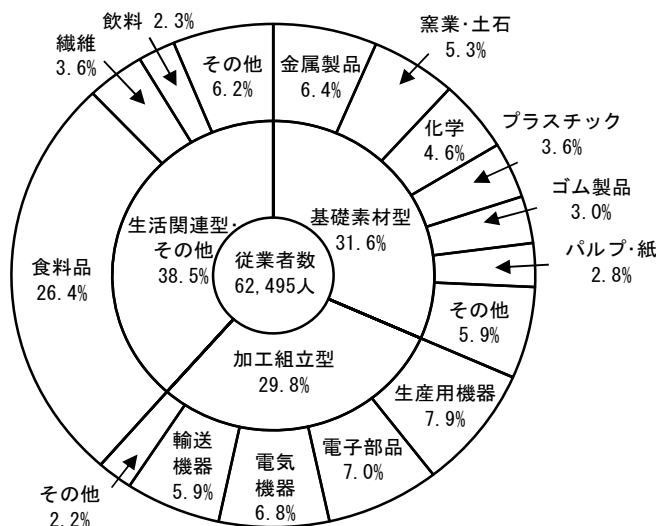 従業者数
62,495人
基礎素材型
31.6%
金属製品
6.4%
窯業･土石
5.3%
化学
4.6%
プラスチック
3.6%
ゴム製品
3.0%
パルプ･紙
2.8%
その他
5.9%
加工組立型
29.8%
生産用機器
7.9%
電子部品
7.0%
電気
機器
6.8%
輸送
機器
5.9%
その他
2.2%
生活関連型･
その他
38.5%
食料品
26.4%
繊維
3.6%
飲料 2.3%
その他
6.2%